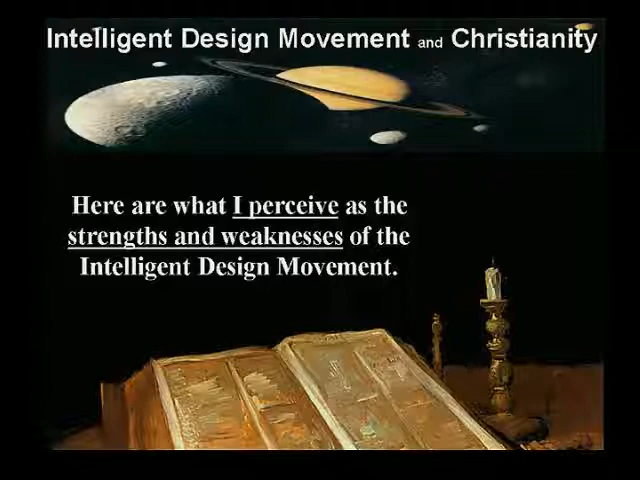 Intelligent Design Movement and Christianity
Here are what I perceive as the
strengths and weaknesses of the
Intelligent Design Movement.